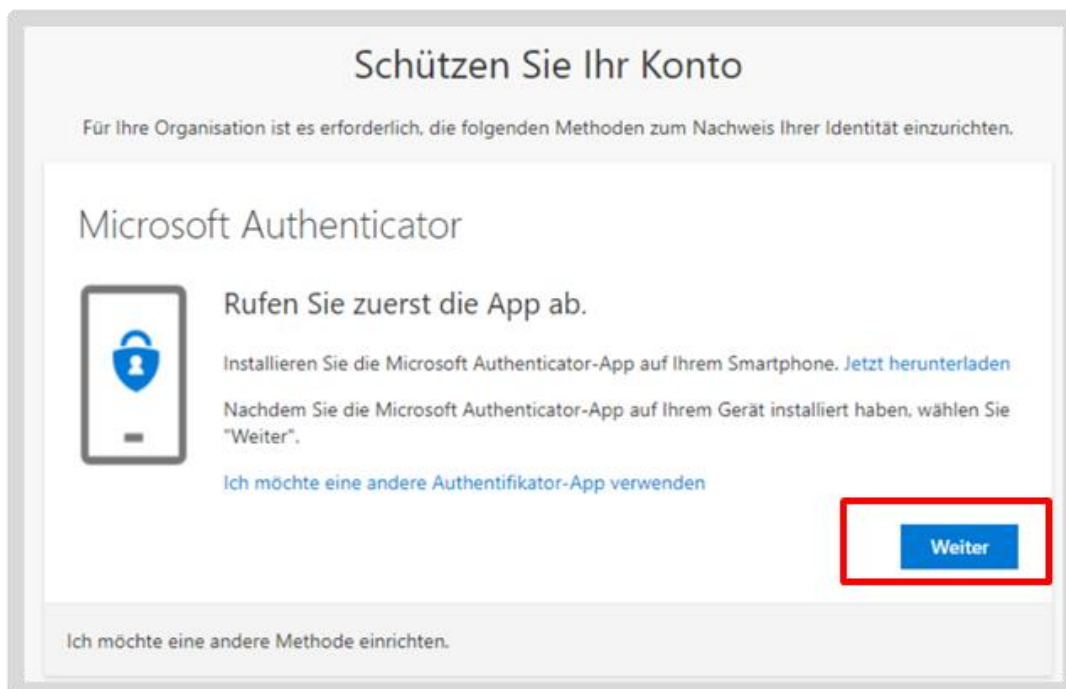 Schützen Sie Ihr Konto
Für Ihre Organisation ist es erforderlich, die folgenden Methoden zum Nachweis Ihrer Identität einzurichten.
Microsoft Authenticator
Rufen Sie zuerst die App ab.
Installieren Sie die Microsoft Authenticator-App auf Ihrem Smartphone. Jetzt herunterladen
Nachdem Sie die Microsoft Authenticator-App auf Ihrem Gerät installiert haben, wählen Sie
"Weiter".
Ich möchte eine andere Authentifikator-App verwenden
Weiter
Ich möchte eine andere Methode einrichten.